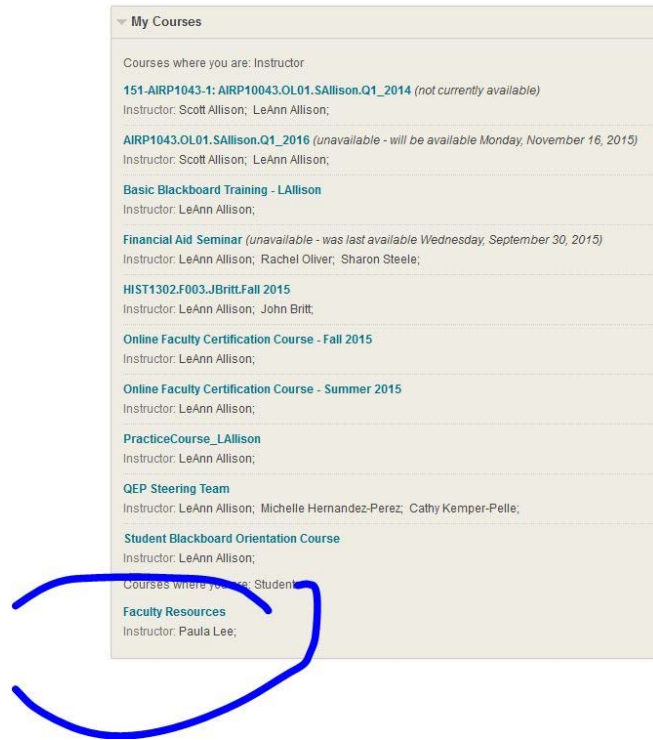 My Courses
Courses where you are: Instructor
151-AIRP1043-1: AIRP10043.OL01.SAllison.Q1_2014 (not currently available)
Instructor: Scott Allison; LeAnn Allison;
AIRP1043.OL01.SAllison.Q1_2016 (unavailable - will be available Monday, November 16, 2015)
Instructor: Scott Allison; LeAnn Allison;
Basic Blackboard Training - LAllison
Instructor: LeAnn Allison;
Financial Aid Seminar (unavailable - was last available Wednesday, September 30, 2015)
Instructor: LeAnn Allison; Rachel Oliver; Sharon Steele;
HIST1302.F003.JBritt.Fall 2015
Instructor: LeAnn Allison; John Britt;
Online Faculty Certification Course - Fall 2015
Instructor: LeAnn Allison;
Online Faculty Certification Course - Summer 2015
Instructor: LeAnn Allison;
PracticeCourse_LAllison
Instructor: LeAnn Allison;
QEP Steering Team
Instructor: LeAnn Allison; Michelle Hernandez-Perez; Cathy Kemper-Pelle;
Student Blackboard Orientation Course
Instructor: LeAnn Allison;
Courses where you are: Student
Faculty Resources
Instructor: Paula Lee;